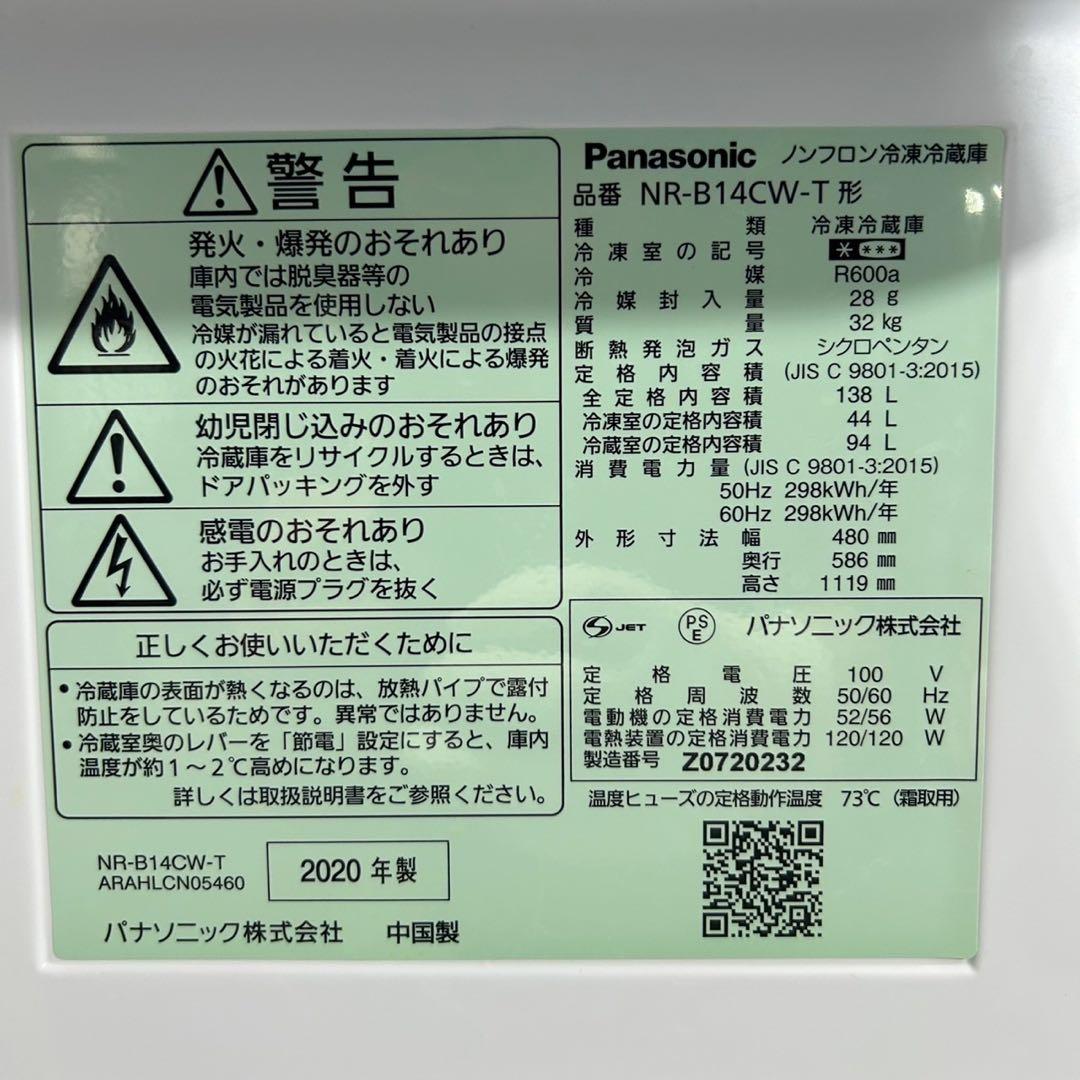 警告
発火・爆発のおそれあり
庫内では脱臭器等の
電気製品を使用しない
冷媒が漏れていると電気製品の接点
の火花による着火・着火による爆発
のおそれがあります
幼児閉じ込みのおそれあり
冷蔵庫をリサイクルするときは、
ドアパッキングを外す
感電のおそれあり
お手入れのときは、
必ず電源プラグを抜く
正しくお使いいただくために
•冷蔵庫の表面が熱くなるのは、放熱パイプで露付
防止をしているためです。異常ではありません。
•冷蔵室奥のレバーを「節電」設定にすると、庫内
温度が約1～2℃高めになります。
詳しくは取扱説明書をご参照ください。
NR-B14CW-T
ARAHLCN05460
2020年製
パナソニック株式会社 中国製
Panasonic ノンフロン冷凍冷蔵庫
品番 NR-B14CW-T 形
種類 冷凍冷蔵庫
冷凍室の記号 * ***
冷媒 R600a
冷媒封入量 28 g
質量 32 kg
断熱発泡ガス シクロペンタン
定格内容積 (JIS C 9801-3:2015)
全定格内容積 138 L
冷凍室の定格内容積 44 L
冷蔵室の定格内容積 94 L
消費電力量 (JIS C 9801-3:2015)
50Hz 298kWh/年
60Hz 298kWh/年
外形寸法 幅 480 mm
奥行 586 mm
高さ 1119 mm
S JET PSE パナソニック株式会社
定格電圧 100 V
定格周波数 50/60 Hz
電動機の定格消費電力 52/56 W
電熱装置の定格消費電力 120/120 W
製造番号 Z0720232
温度ヒューズの定格動作温度 73℃（霜取用）